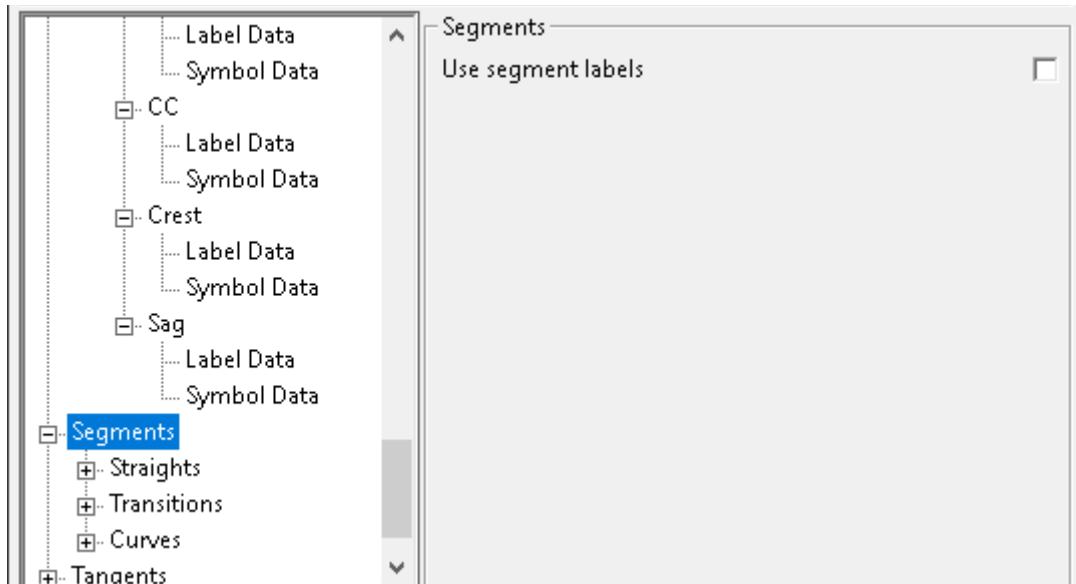 Label Data
Symbol Data
CC
Label Data
Symbol Data
Crest
Label Data
Symbol Data
Sag
Label Data
Symbol Data
Segments
Straights
Transitions
Curves
Tangents
Segments
Use segment labels